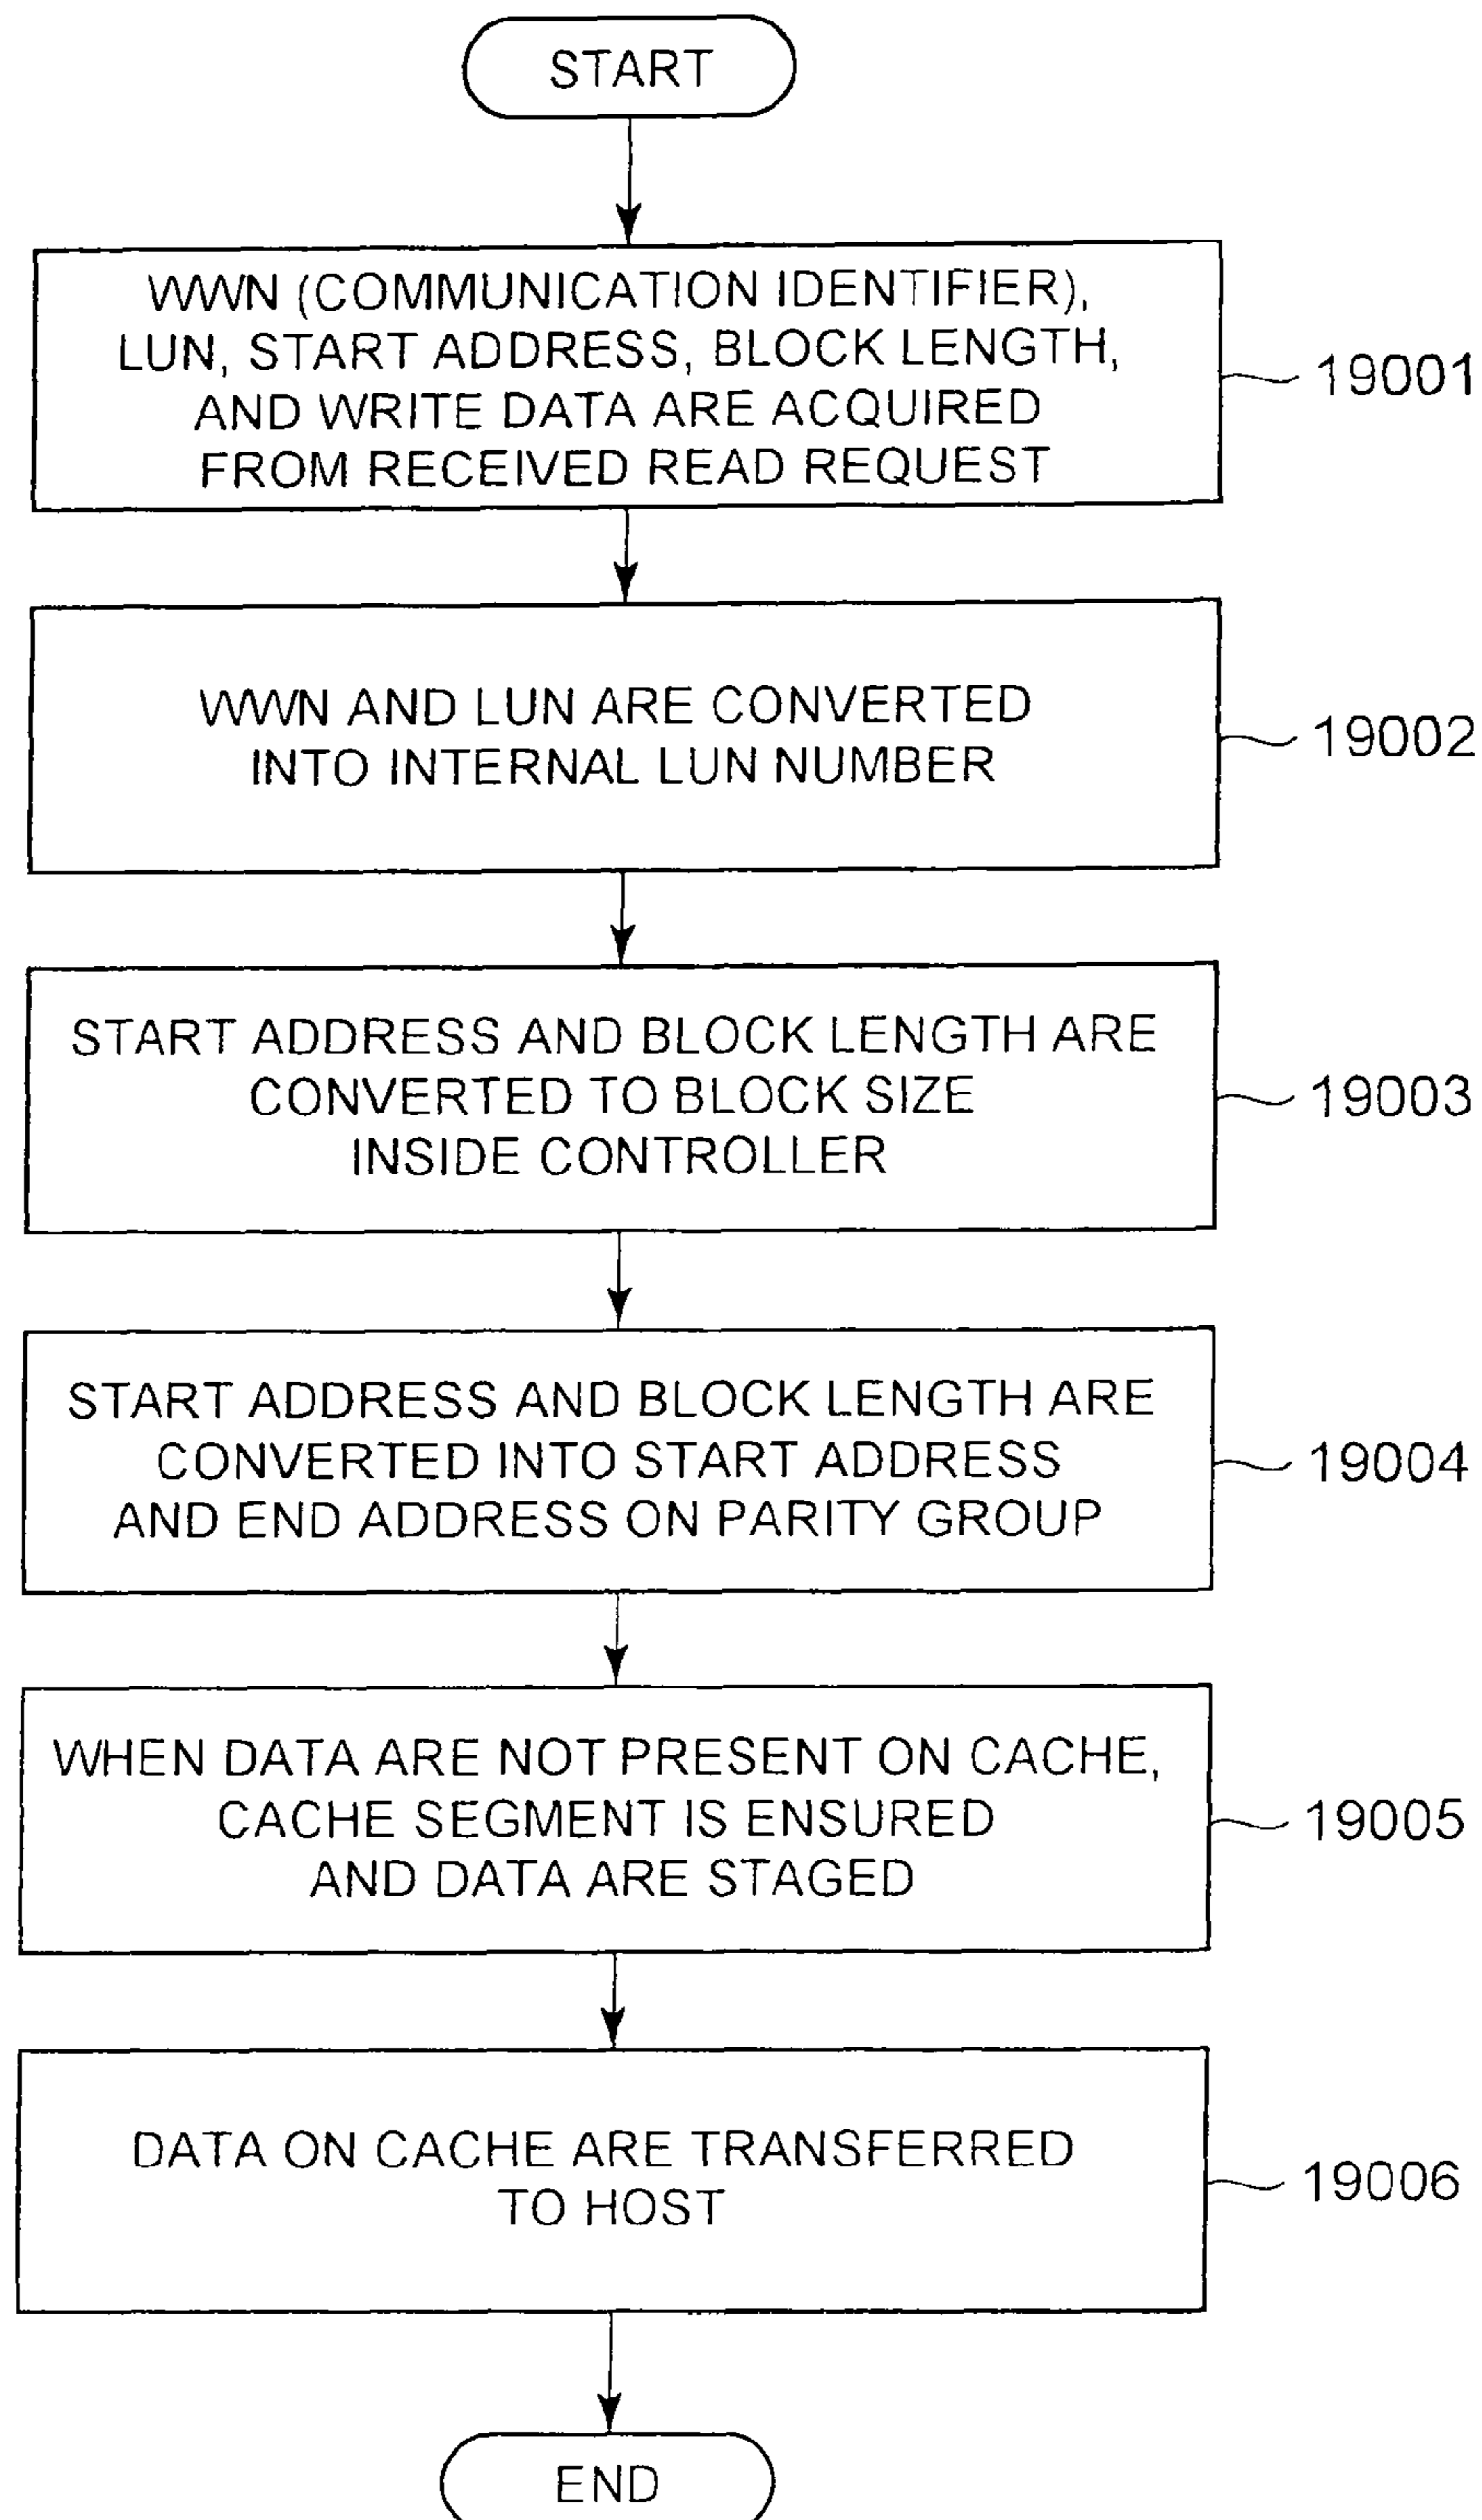 START
WWN (COMMUNICATION IDENTIFIER),
LUN, START ADDRESS, BLOCK LENGTH,
AND WRITE DATA ARE ACQUIRED
FROM RECEIVED READ REQUEST
19001
WWN AND LUN ARE CONVERTED
INTO INTERNAL LUN NUMBER
19002
START ADDRESS AND BLOCK LENGTH ARE
CONVERTED TO BLOCK SIZE
INSIDE CONTROLLER
19003
START ADDRESS AND BLOCK LENGTH ARE
CONVERTED INTO START ADDRESS
AND END ADDRESS ON PARITY GROUP
19004
WHEN DATA ARE NOT PRESENT ON CACHE,
CACHE SEGMENT IS ENSURED
AND DATA ARE STAGED
19005
DATA ON CACHE ARE TRANSFERRED
TO HOST
19006
END